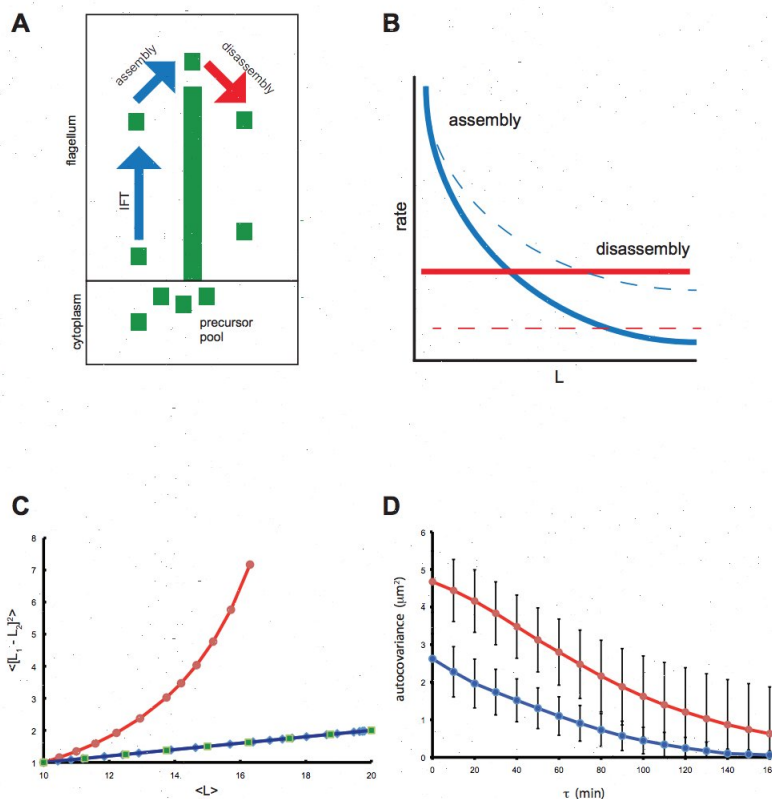 A
assembly
disassembly
flagellum
IFT
cytoplasm
precursor
pool
B
rate
assembly
disassembly
L
C
8
7
6
5
4
3
2
1
<[L₁ - L₂]²>
10
12
14
16
18
20
<L>
D
6
5
4
3
2
1
0
autocovariance (μm²)
0
20
40
60
80
100
120
140
160
τ (min)